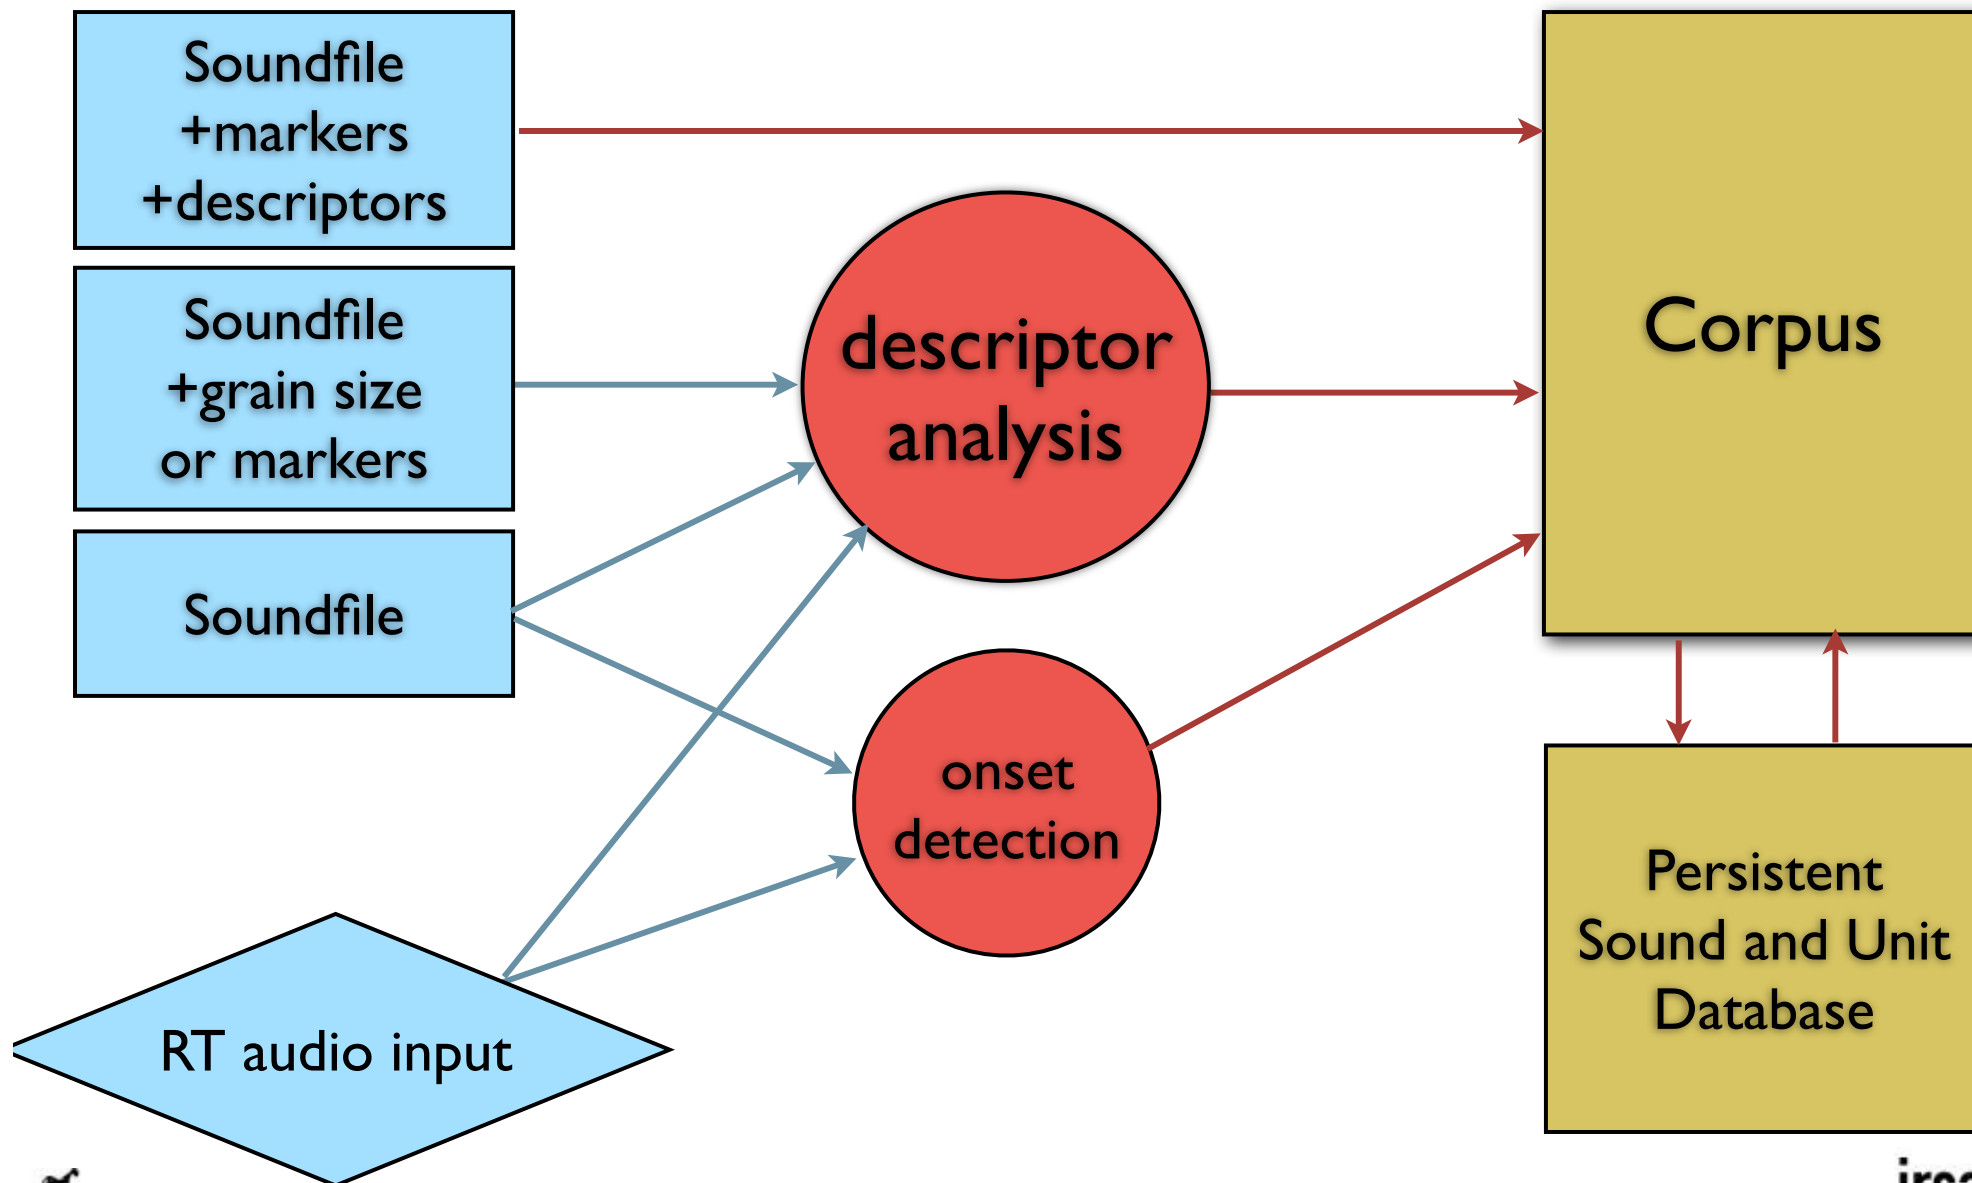 Soundfile
+markers
+descriptors
Soundfile
+grain size
or markers
Soundfile
RT audio input
descriptor
analysis
onset
detection
Corpus
Persistent
Sound and Unit
Database